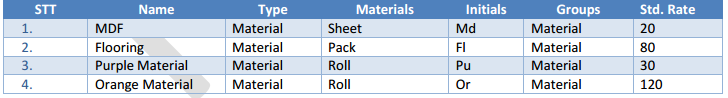 STT Name Type Materials Initials Groups Std. Rate
1. MDF Material Sheet Md Material 20
2. Flooring Material Pack Fl Material 80
3. Purple Material Material Roll Pu Material 30
4. Orange Material Material Roll Or Material 120